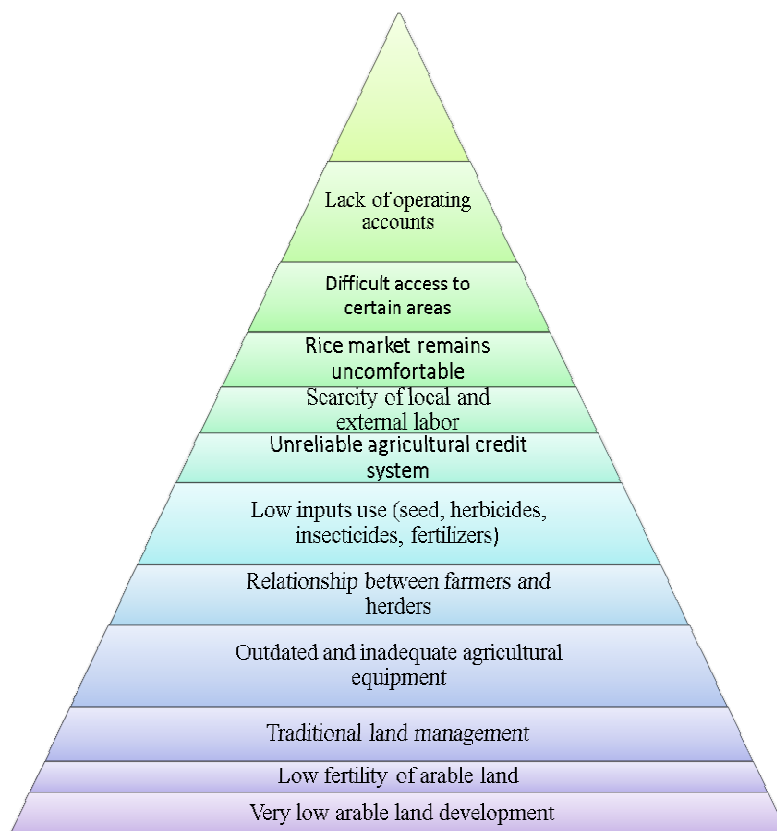 Lack of operating
accounts
Difficult access to
certain areas
Rice market remains
uncomfortable
Scarcity of local and
external labor
Unreliable agricultural credit
system
Low inputs use (seed, herbicides,
insecticides, fertilizers)
Relationship between farmers and
herders
Outdated and inadequate agricultural
equipment
Traditional land management
Low fertility of arable land
Very low arable land development